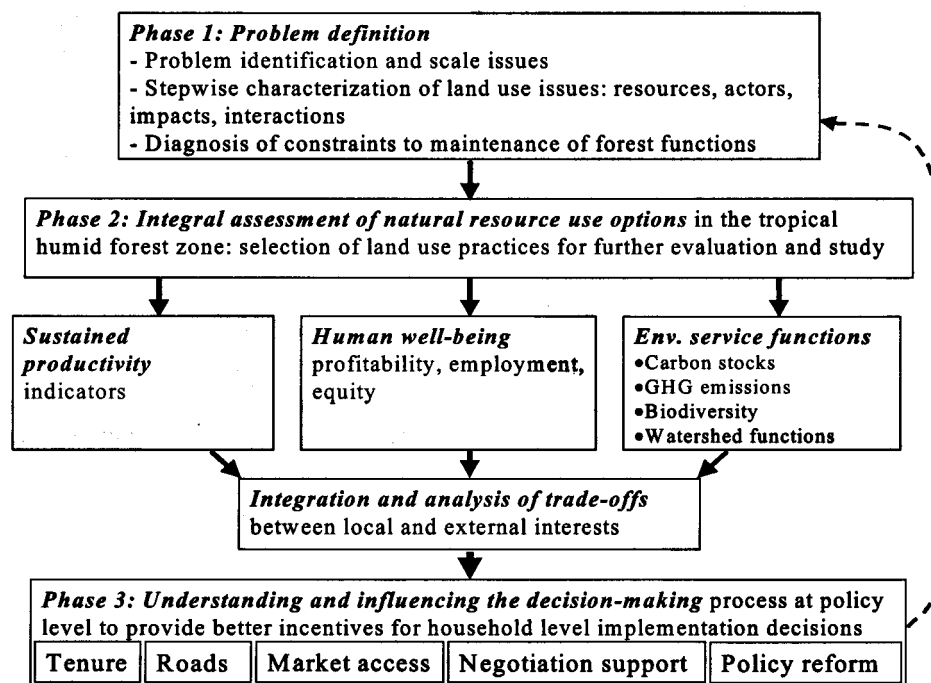 Phase 1: Problem definition
- Problem identification and scale issues
- Stepwise characterization of land use issues: resources, actors,
impacts, interactions
- Diagnosis of constraints to maintenance of forest functions
Phase 2: Integral assessment of natural resource use options in the tropical
humid forest zone: selection of land use practices for further evaluation and study
Sustained
productivity
indicators
Human well-being
profitability, employment,
equity
Env. service functions
•Carbon stocks
•GHG emissions
•Biodiversity
•Watershed functions
Integration and analysis of trade-offs
between local and external interests
Phase 3: Understanding and influencing the decision-making process at policy
level to provide better incentives for household level implementation decisions
Tenure
Roads
Market access
Negotiation support
Policy reform